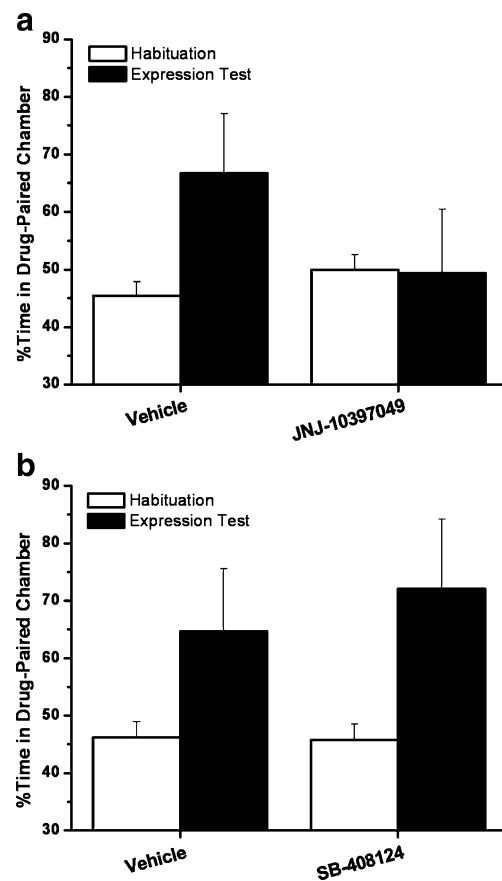 a
90
80
70
60
50
40
30
%Time in Drug-Paired Chamber
Habituation
Expression Test
Vehicle
JNJ-10397049
b
90
80
70
60
50
40
30
%Time in Drug-Paired Chamber
Habituation
Expression Test
Vehicle
SB-408124